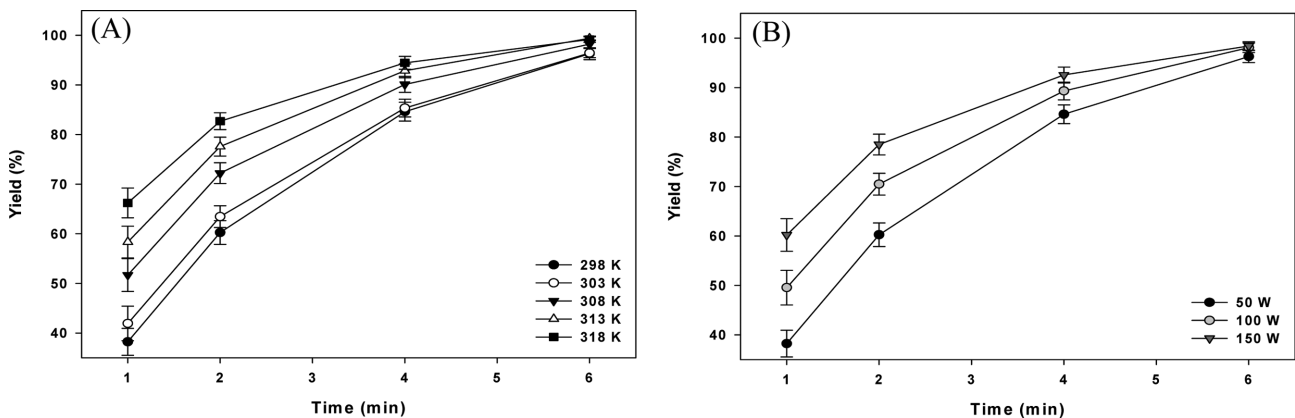 (A)
100
90
80
70
60
50
40
Yield (%)
298 K
303 K
308 K
313 K
318 K
1 2 3 4 5 6
Time (min)
(B)
100
90
80
70
60
50
40
Yield (%)
50 W
100 W
150 W
1 2 3 4 5 6
Time (min)